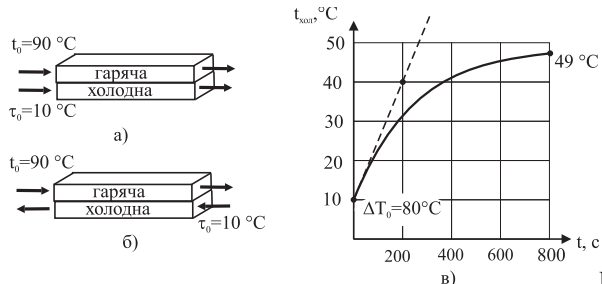 t₀=90 °C
гаряча
холодна
τ₀=10 °C
а)
t₀=90 °C
гаряча
холодна
τ₀=10 °C
б)
tхол,°C
50
40
30
20
10
49 °C
ΔT₀=80°C
200
400
600
800
t, c
в)